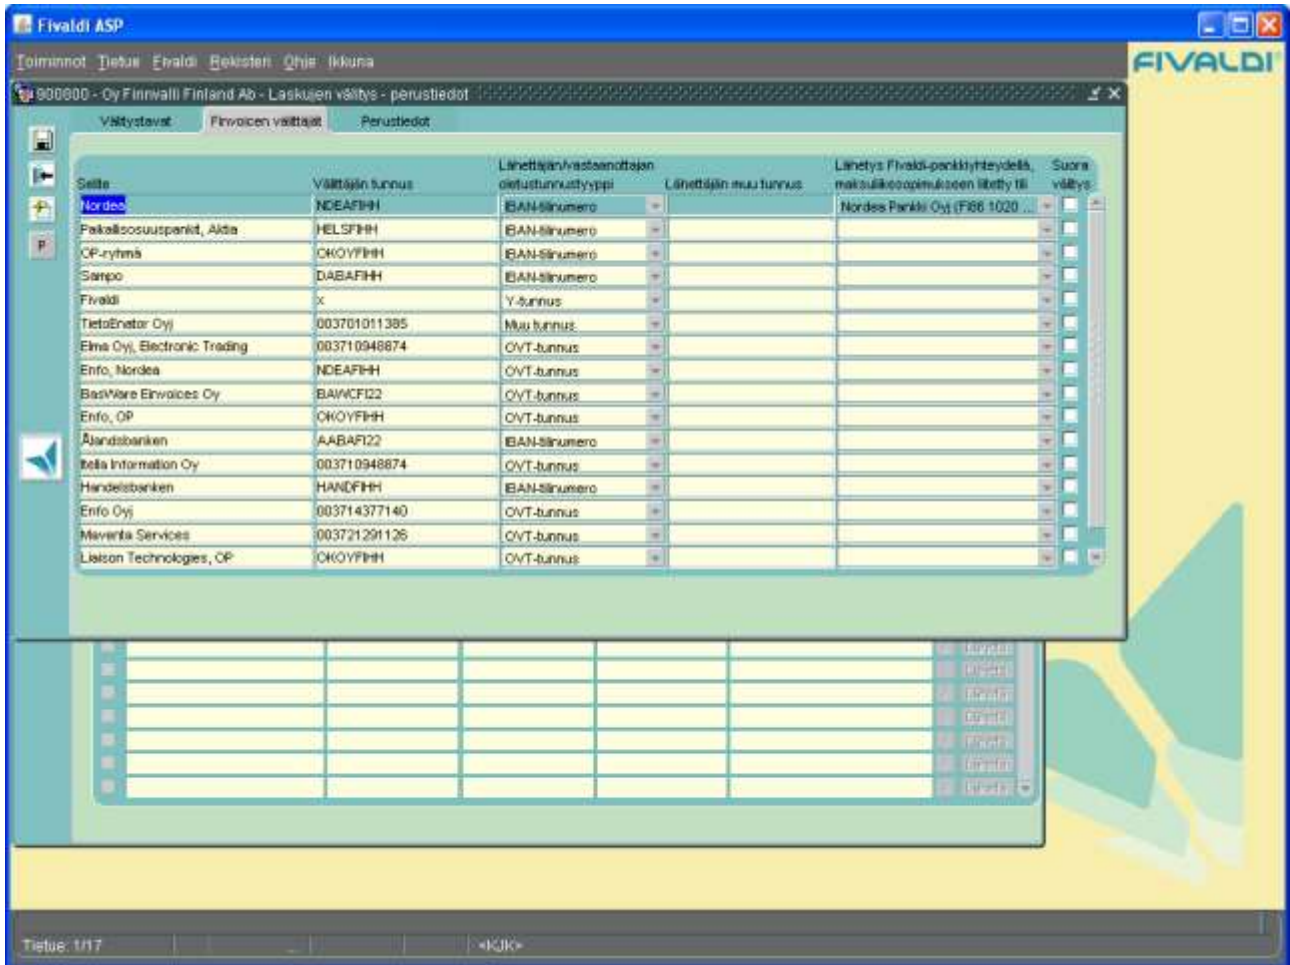 Fivaldi ASP
Toiminnot Tietue Fivaldi Rekisteri Ohje Ikkuna
FIVALDI
900800 - Oy Finnvalli Finland Ab - Laskujen välitys - perustiedot
Välitystavat Finvoicen välittäjät Perustiedot
Lähettäjän/vastaanottajan Lähetys Fivaldi-pankkiyhteydellä, Suora
Selite Välittäjän tunnus oletustunnustyyppi Lähettäjän muu tunnus maksuliikesopimukseen liitetty tili välitys
Nordea NDEAFIHH IBAN-tilinumero Nordea Pankki Oyj (FI86 1020 ...
Paikallisosuuspankit, Aktia HELSFIHH IBAN-tilinumero
OP-ryhmä OKOYFIHH IBAN-tilinumero
Sampo DABAFIHH IBAN-tilinumero
Fivaldi x Y-tunnus
TietoEnator Oyj 003701011385 Muu tunnus
Elma Oyj, Electronic Trading 003710948874 OVT-tunnus
Enfo, Nordea NDEAFIHH OVT-tunnus
BasWare Einvoices Oy BAWCFI22 OVT-tunnus
Enfo, OP OKOYFIHH OVT-tunnus
Ålandsbanken AABAFI22 IBAN-tilinumero
Itella Information Oy 003710948874 OVT-tunnus
Handelsbanken HANDFIHH IBAN-tilinumero
Enfo Oyj 003714377140 OVT-tunnus
Maventa Services 003721291126 OVT-tunnus
Liaison Technologies, OP OKOYFIHH OVT-tunnus
P
Tietue: 1/17 <KJK>